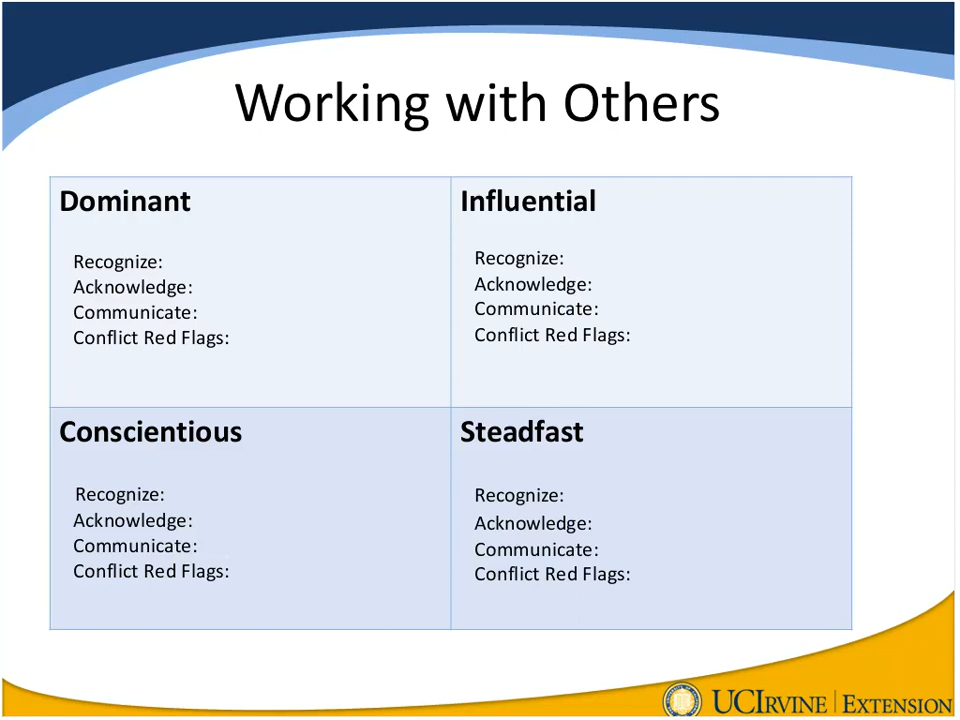 Working with Others
Dominant
Recognize:
Acknowledge:
Communicate:
Conflict Red Flags:
Influential
Recognize:
Acknowledge:
Communicate:
Conflict Red Flags:
Conscientious
Recognize:
Acknowledge:
Communicate:
Conflict Red Flags:
Steadfast
Recognize:
Acknowledge:
Communicate:
Conflict Red Flags:
UCIRVINE | EXTENSION